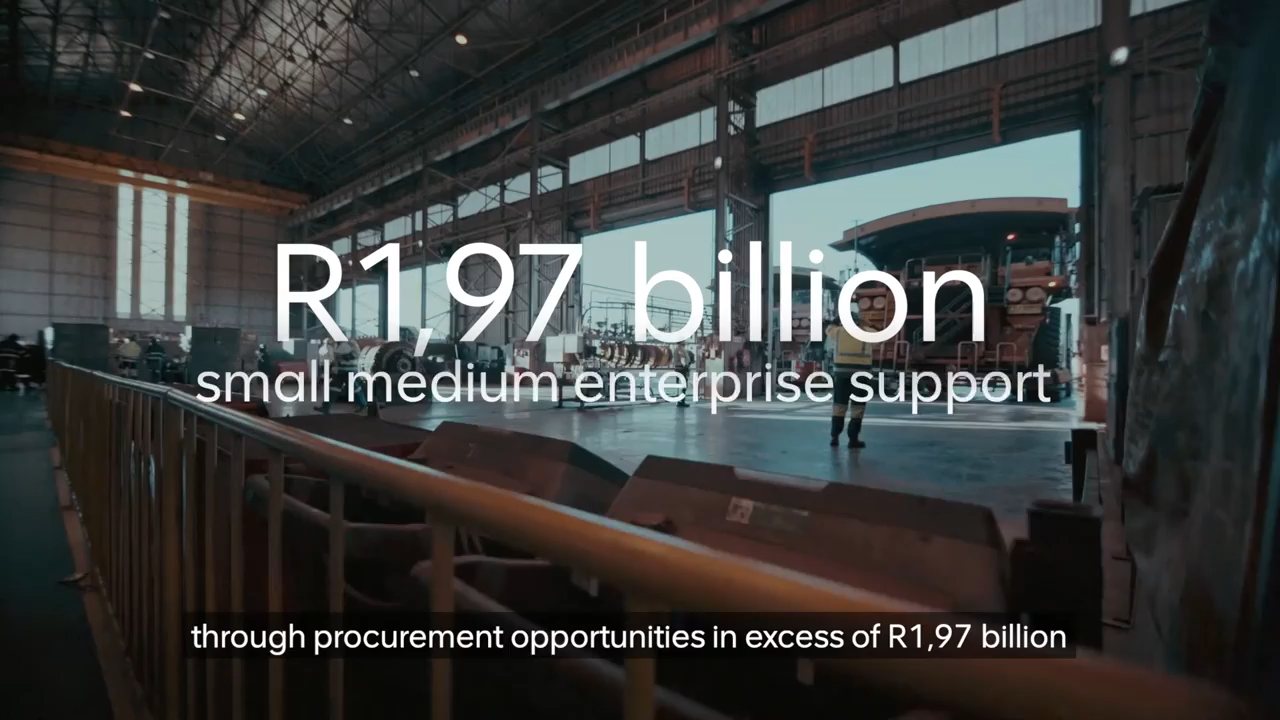 R1,97 billion
small medium enterprise support
through procurement opportunities in excess of R1,97 billion